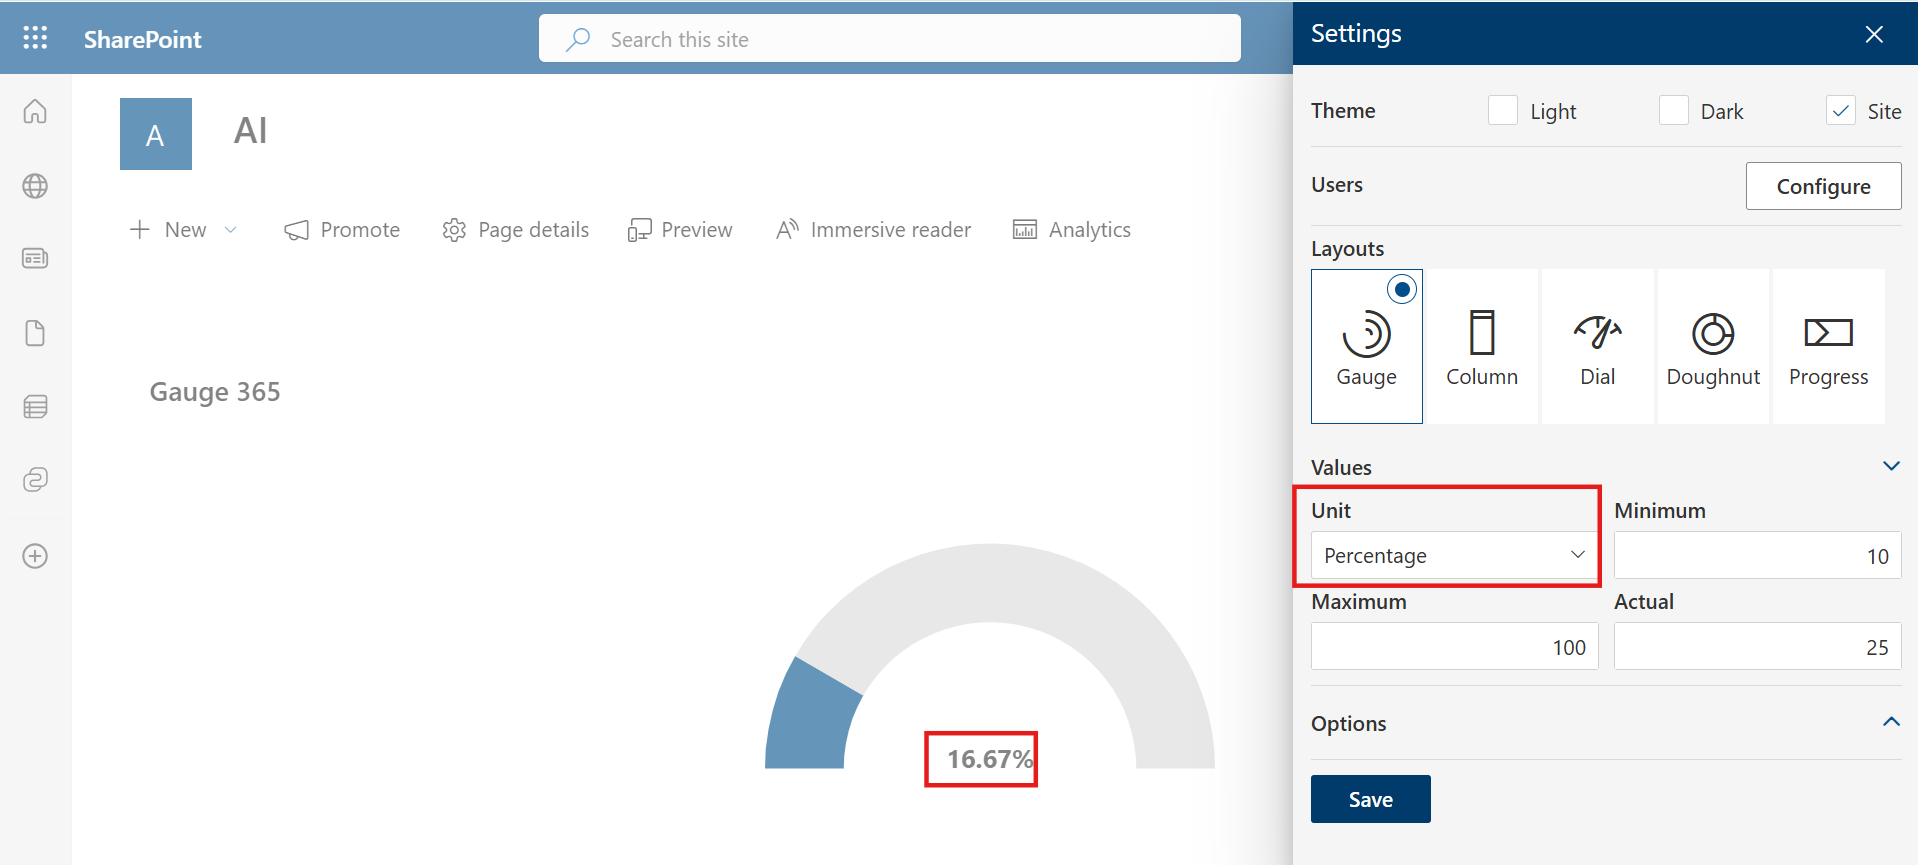 SharePoint
Search this site
A
AI
New
Promote
Page details
Preview
Immersive reader
Analytics
Gauge 365
16.67%
Settings
Theme
Light
Dark
Site
Users
Configure
Layouts
Gauge
Column
Dial
Doughnut
Progress
Values
Unit
Minimum
Percentage
10
Maximum
Actual
100
25
Options
Save